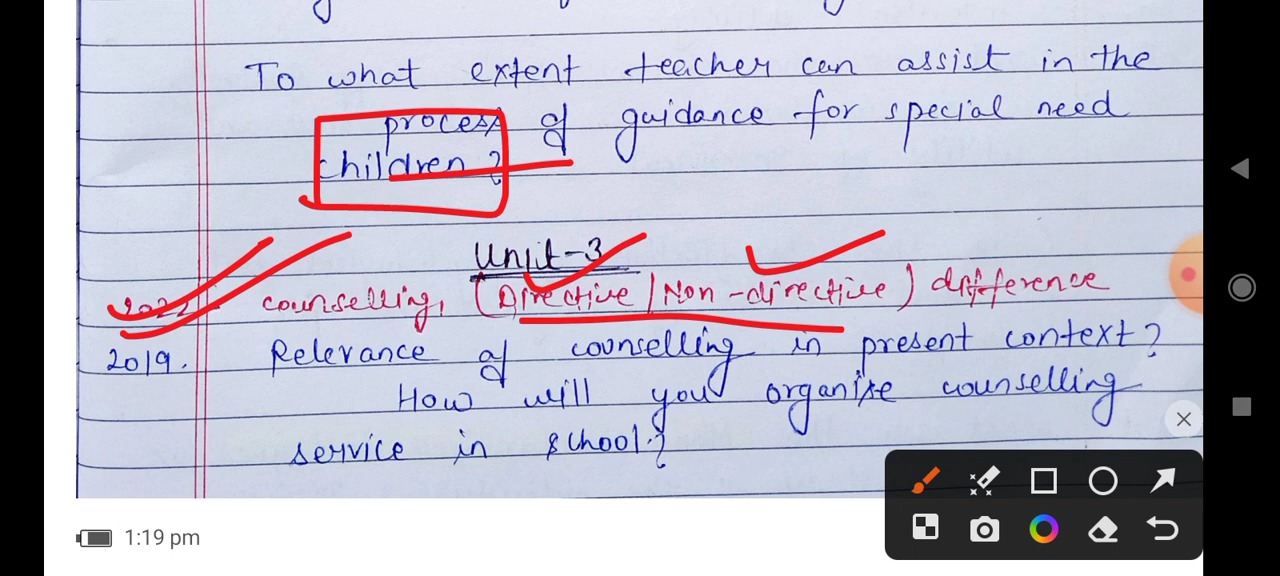 To what extent teacher can assist in the
process of guidance for special need
children?
Unit-3
2022 counselling, (Directive/Non-directive) difference
2019. Relevance of counselling in present context?
How will you organise counselling
service in school?
1:19 pm